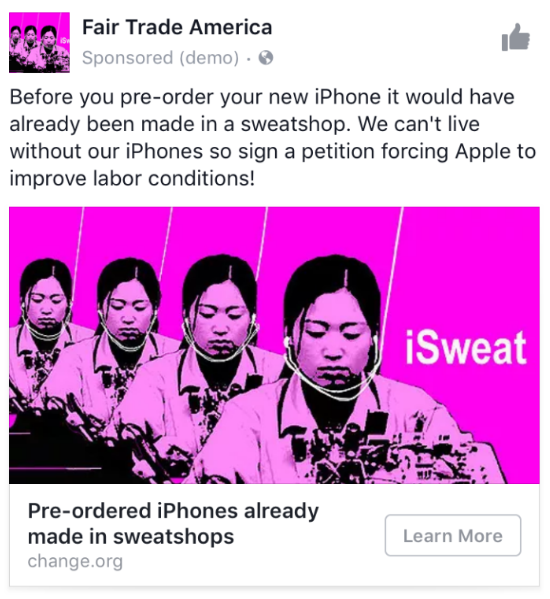 Fair Trade America
Sponsored (demo) ·
Before you pre-order your new iPhone it would have
already been made in a sweatshop. We can't live
without our iPhones so sign a petition forcing Apple to
improve labor conditions!
iSweat
Pre-ordered iPhones already
made in sweatshops
change.org
Learn More